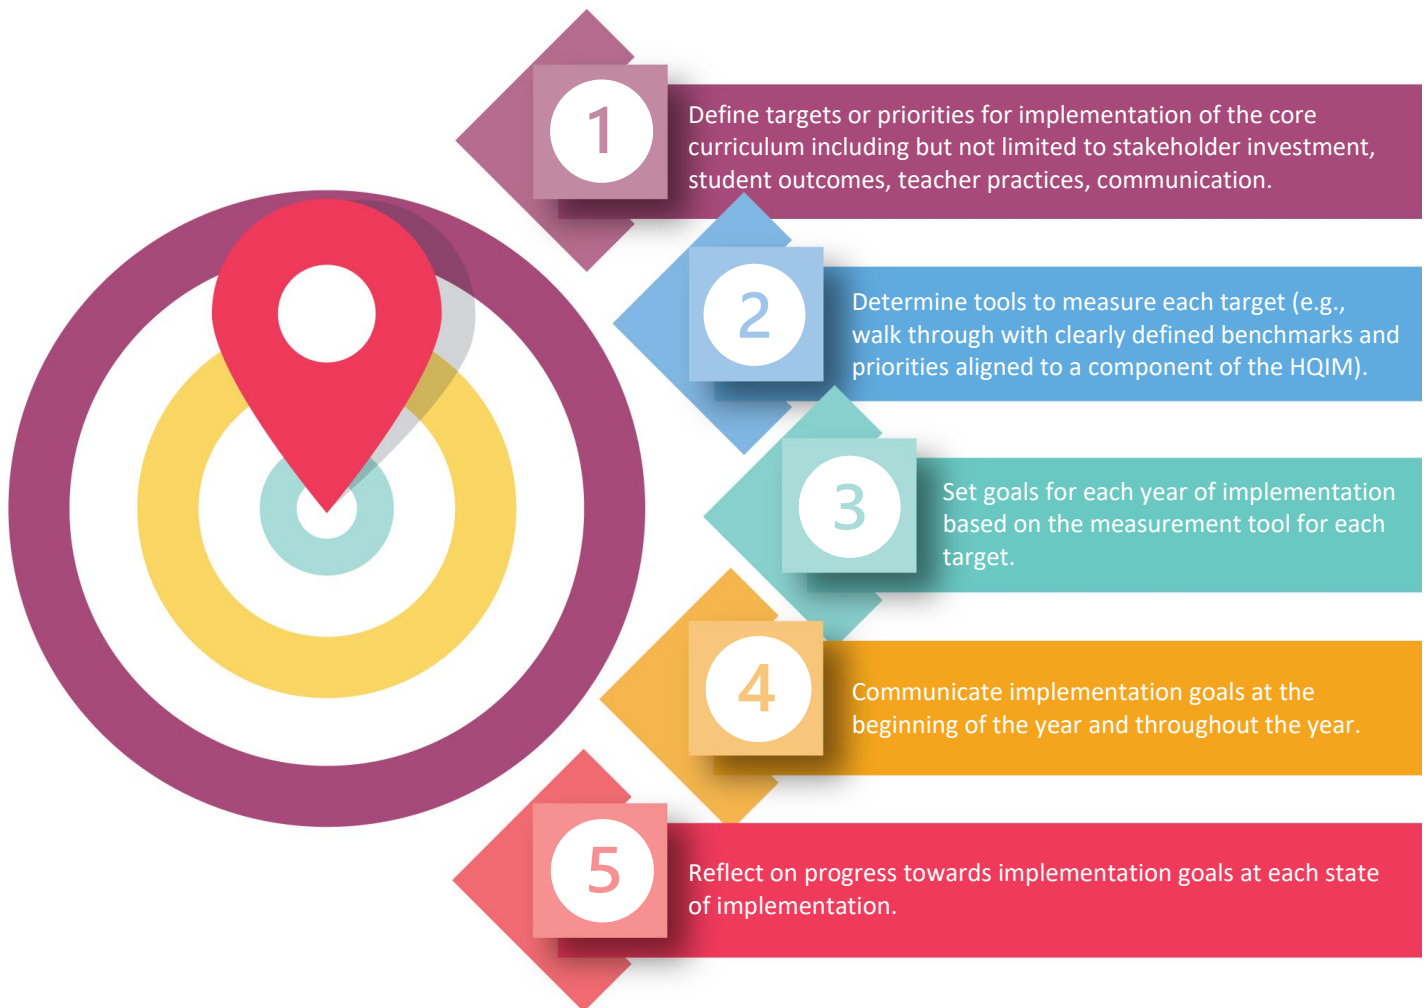 1
Define targets or priorities for implementation of the core
curriculum including but not limited to stakeholder investment,
student outcomes, teacher practices, communication.
2
Determine tools to measure each target (e.g.,
walk through with clearly defined benchmarks and
priorities aligned to a component of the HQIM).
3
Set goals for each year of implementation
based on the measurement tool for each
target.
4
Communicate implementation goals at the
beginning of the year and throughout the year.
5
Reflect on progress towards implementation goals at each state
of implementation.